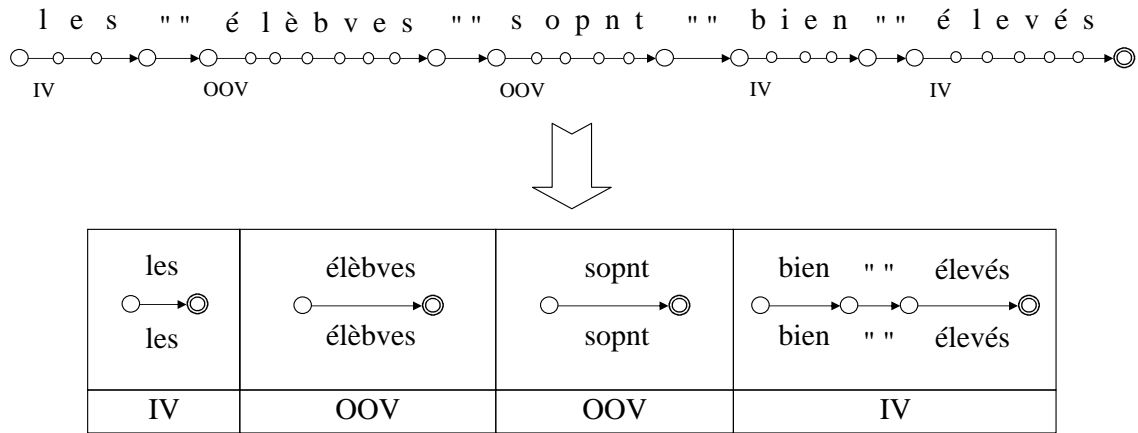 l e s " " é l è b v e s " " s o p n t " " b i e n " " é l e v é s
IV OOV OOV IV IV
les élèbves sopnt bien " " élevés
les élèbves sopnt bien " " élevés
IV OOV OOV IV